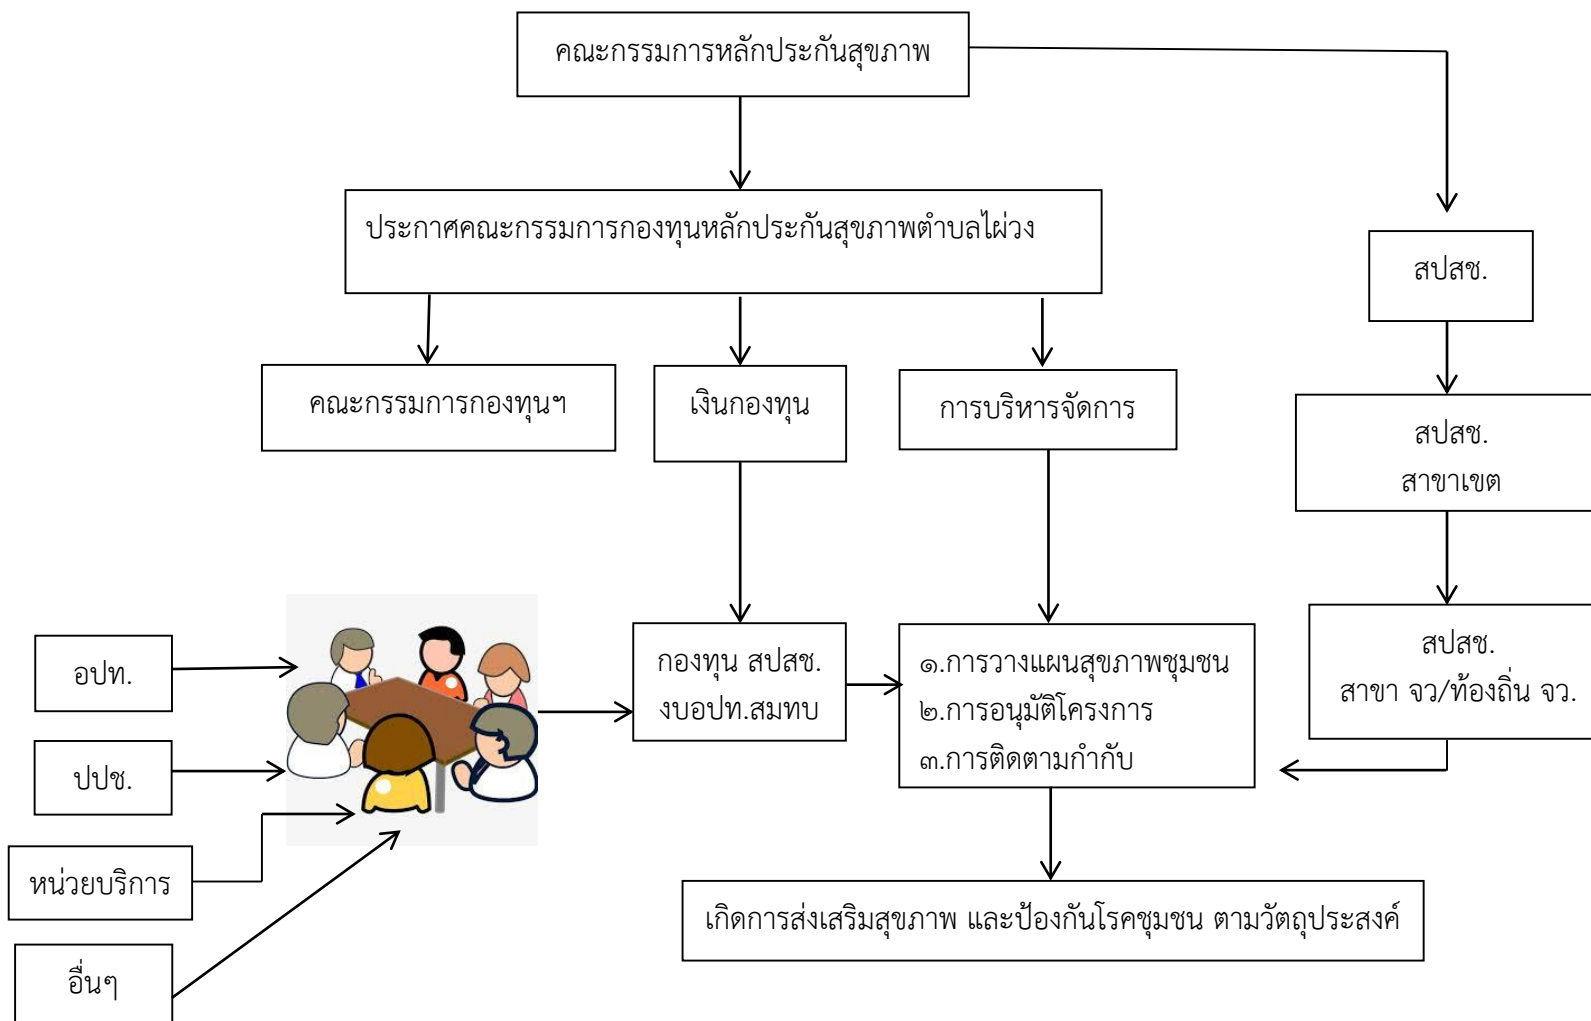 คณะกรรมการหลักประกันสุขภาพ
ประกาศคณะกรรมการกองทุนหลักประกันสุขภาพตำบลไผ่วง
สปสช.
คณะกรรมการกองทุนฯ
เงินกองทุน
การบริหารจัดการ
สปสช.
สาขาเขต
อปท.
ปปช.
หน่วยบริการ
อื่นๆ
กองทุน สปสช.
งบอปท.สมทบ
๑.การวางแผนสุขภาพชุมชน
๒.การอนุมัติโครงการ
๓.การติดตามกำกับ
สปสช.
สาขา จว/ท้องถิ่น จว.
เกิดการส่งเสริมสุขภาพ และป้องกันโรคชุมชน ตามวัตถุประสงค์